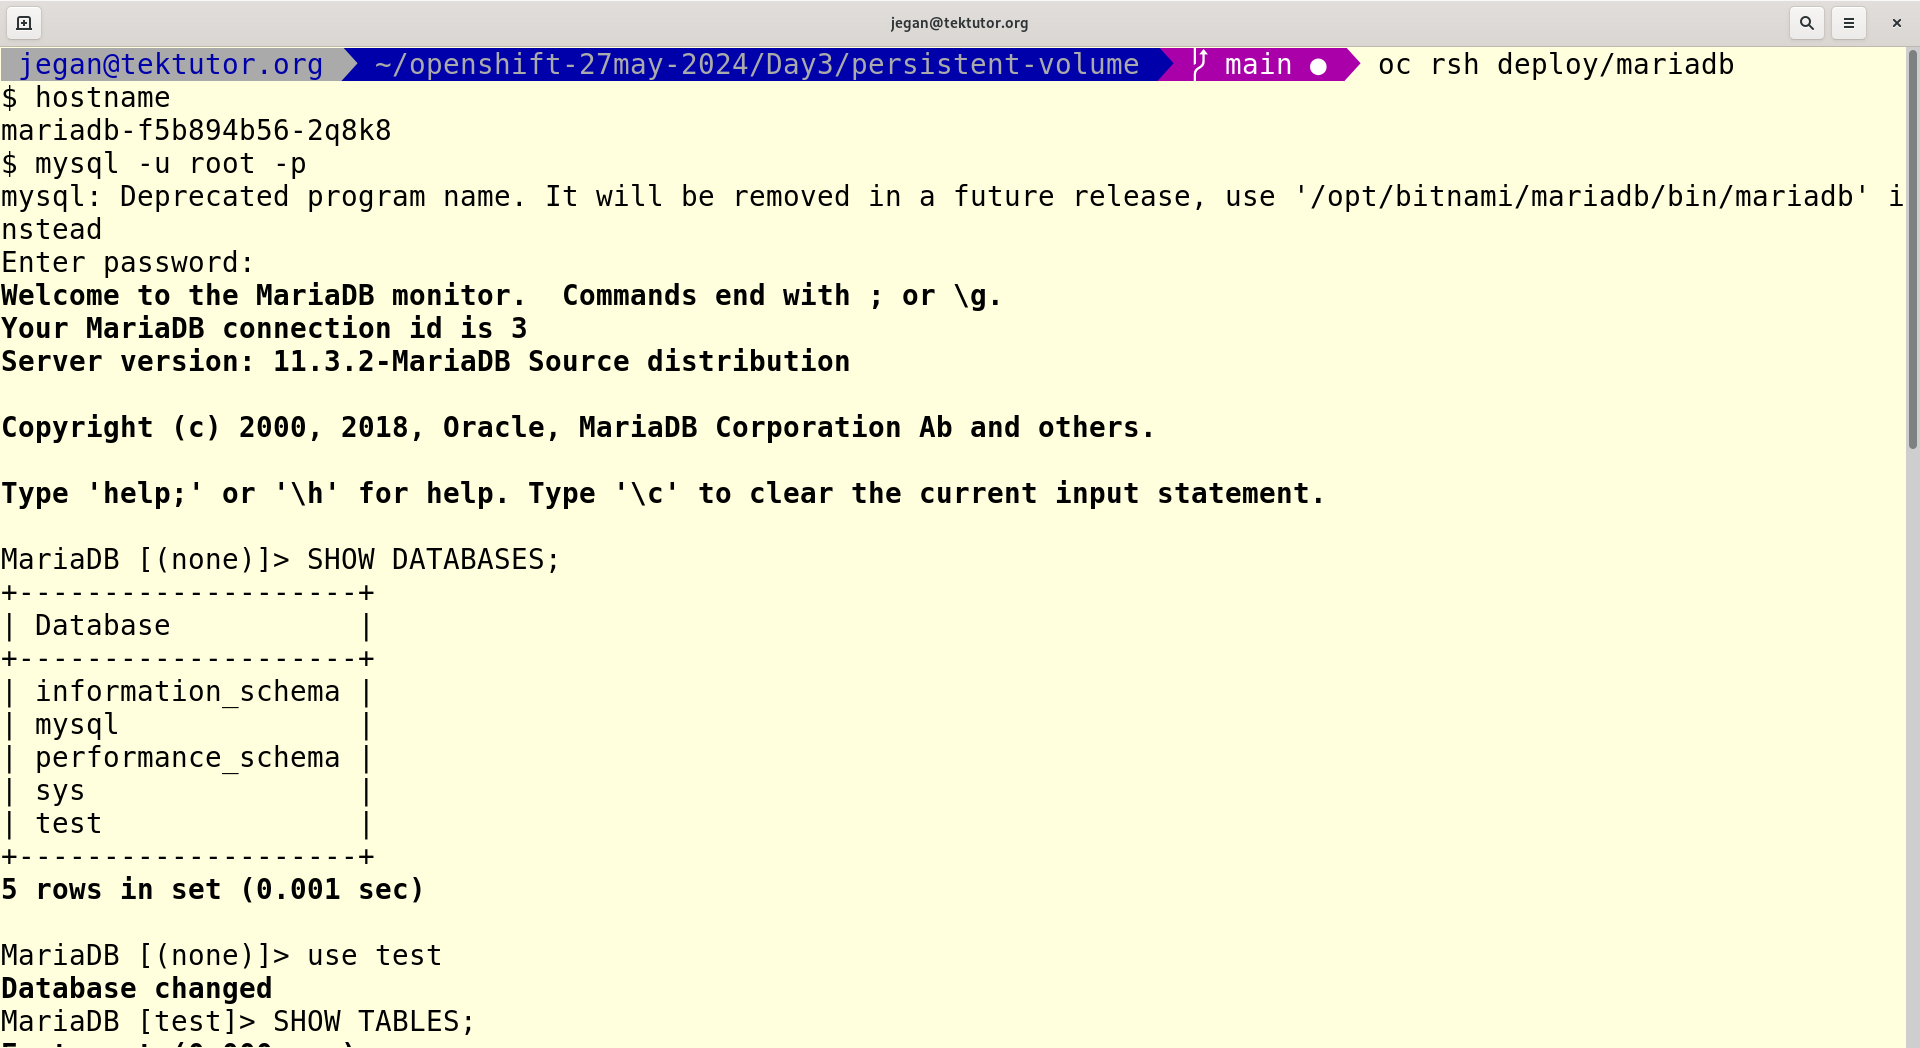 jegan@tektutor.org
jegan@tektutor.org ~/openshift-27may-2024/Day3/persistent-volume main ● oc rsh deploy/mariadb
$ hostname
mariadb-f5b894b56-2q8k8
$ mysql -u root -p
mysql: Deprecated program name. It will be removed in a future release, use '/opt/bitnami/mariadb/bin/mariadb' i
nstead
Enter password:
Welcome to the MariaDB monitor.  Commands end with ; or \g.
Your MariaDB connection id is 3
Server version: 11.3.2-MariaDB Source distribution
Copyright (c) 2000, 2018, Oracle, MariaDB Corporation Ab and others.
Type 'help;' or '\h' for help. Type '\c' to clear the current input statement.
MariaDB [(none)]> SHOW DATABASES;
+--------------------+
| Database           |
+--------------------+
| information_schema |
| mysql              |
| performance_schema |
| sys                |
| test               |
+--------------------+
5 rows in set (0.001 sec)
MariaDB [(none)]> use test
Database changed
MariaDB [test]> SHOW TABLES;